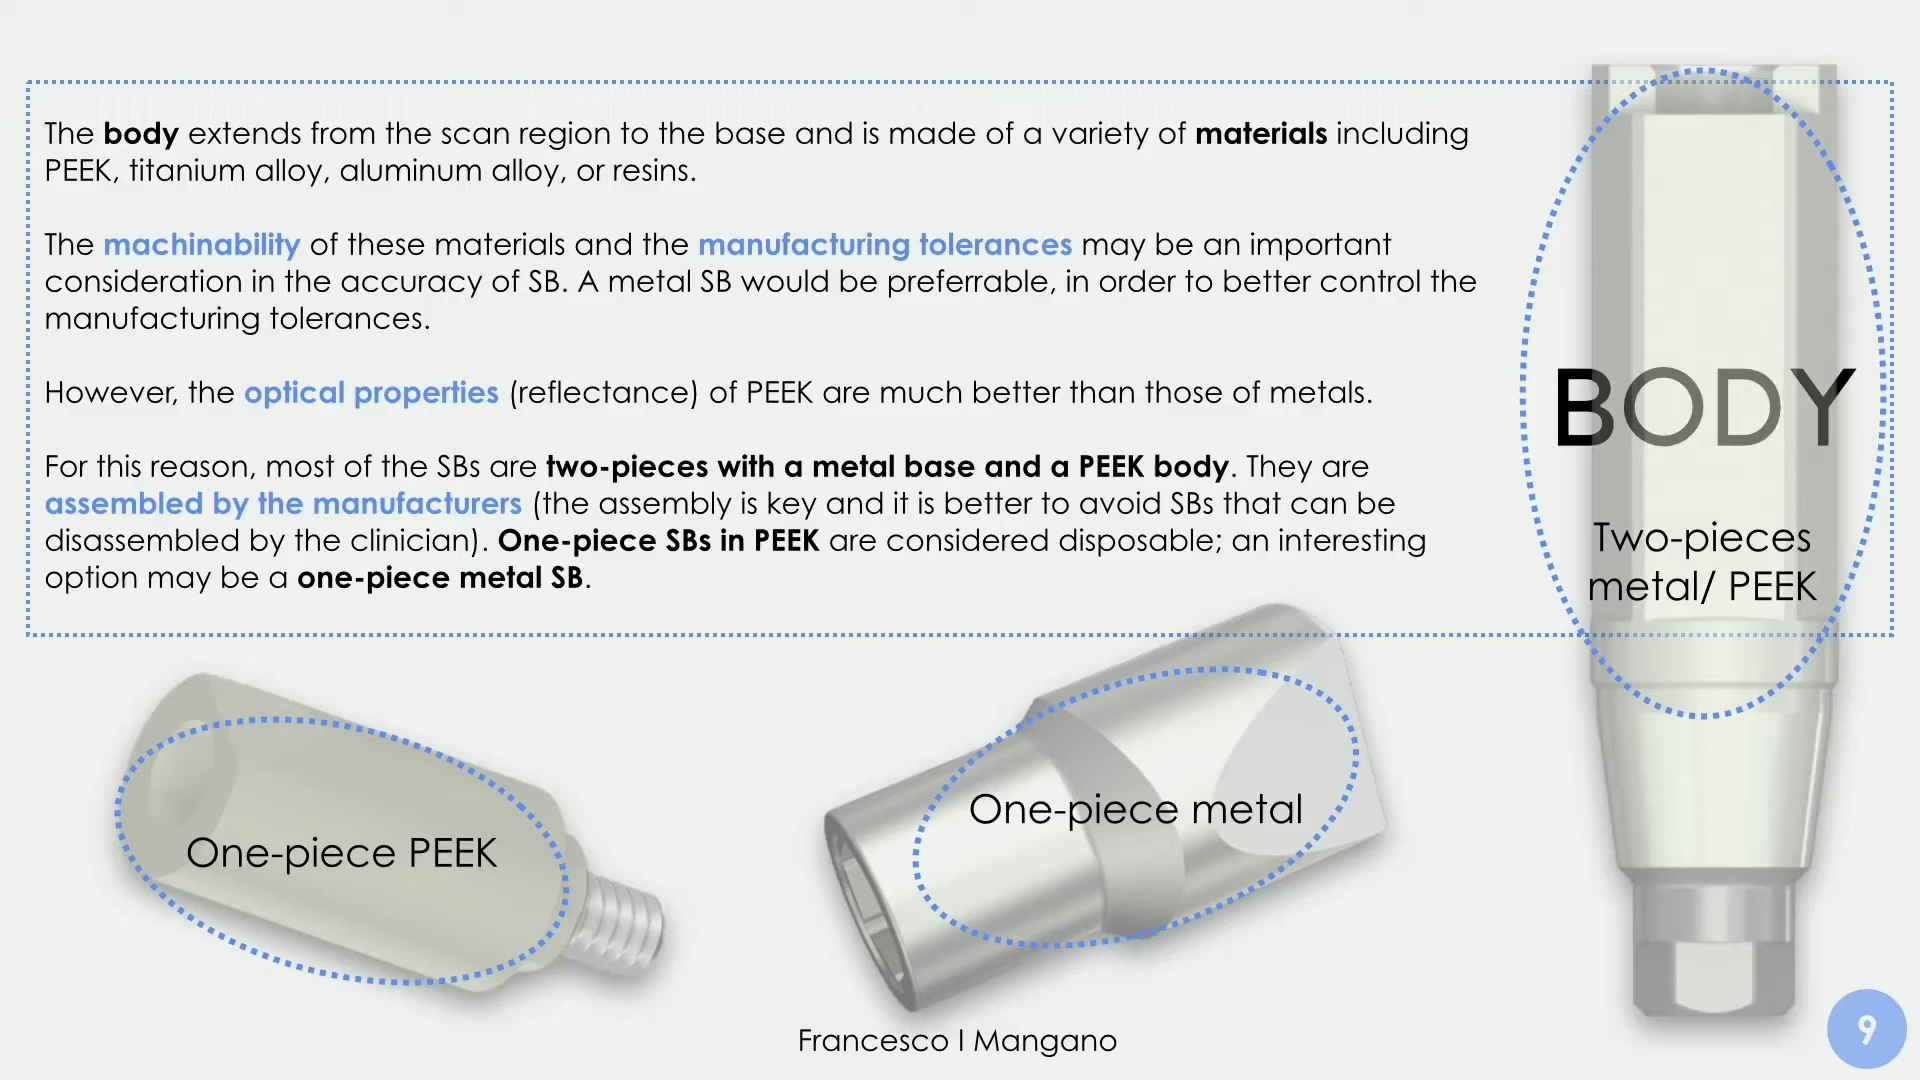 The body extends from the scan region to the base and is made of a variety of materials including
PEEK, titanium alloy, aluminum alloy, or resins.
The machinability of these materials and the manufacturing tolerances may be an important
consideration in the accuracy of SB. A metal SB would be preferrable, in order to better control the
manufacturing tolerances.
However, the optical properties (reflectance) of PEEK are much better than those of metals.
For this reason, most of the SBs are two-pieces with a metal base and a PEEK body. They are
assembled by the manufacturers (the assembly is key and it is better to avoid SBs that can be
disassembled by the clinician). One-piece SBs in PEEK are considered disposable; an interesting
option may be a one-piece metal SB.
BODY
Two-pieces
metal/ PEEK
One-piece PEEK
One-piece metal
Francesco I Mangano
9